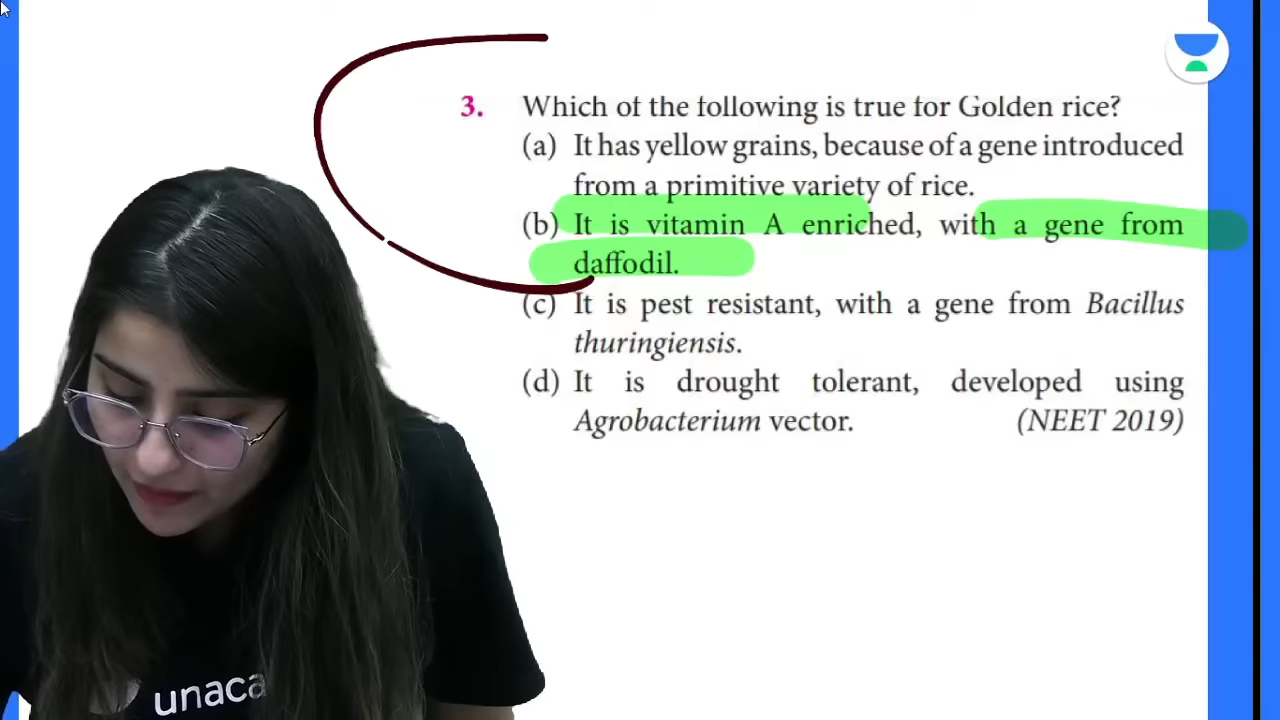 3. Which of the following is true for Golden rice?
(a) It has yellow grains, because of a gene introduced
from a primitive variety of rice.
(b) It is vitamin A enriched, with a gene from
daffodil.
(c) It is pest resistant, with a gene from Bacillus
thuringiensis.
(d) It is drought tolerant, developed using
Agrobacterium vector. (NEET 2019)
unaca